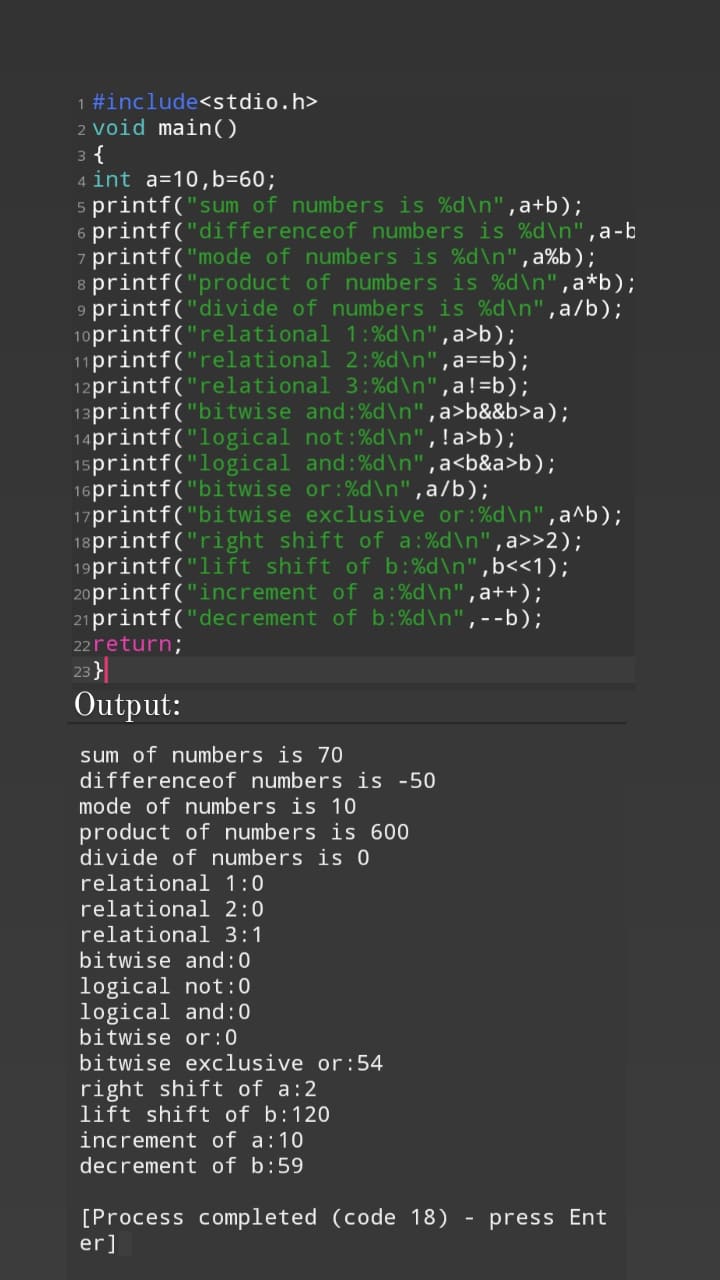 1 #include<stdio.h>
2 void main()
3 {
4 int a=10,b=60;
5 printf("sum of numbers is %d\n",a+b);
6 printf("differenceof numbers is %d\n",a-b
7 printf("mode of numbers is %d\n",a%b);
8 printf("product of numbers is %d\n",a*b);
9 printf("divide of numbers is %d\n",a/b);
10 printf("relational 1:%d\n",a>b);
11 printf("relational 2:%d\n",a==b);
12 printf("relational 3:%d\n",a!=b);
13 printf("bitwise and:%d\n",a>b&&b>a);
14 printf("logical not:%d\n",!a>b);
15 printf("logical and:%d\n",a<b&a>b);
16 printf("bitwise or:%d\n",a/b);
17 printf("bitwise exclusive or:%d\n",a^b);
18 printf("right shift of a:%d\n",a>>2);
19 printf("lift shift of b:%d\n",b<<1);
20 printf("increment of a:%d\n",a++);
21 printf("decrement of b:%d\n",--b);
22 return;
23 }
Output:
sum of numbers is 70
differenceof numbers is -50
mode of numbers is 10
product of numbers is 600
divide of numbers is 0
relational 1:0
relational 2:0
relational 3:1
bitwise and:0
logical not:0
logical and:0
bitwise or:0
bitwise exclusive or:54
right shift of a:2
lift shift of b:120
increment of a:10
decrement of b:59
[Process completed (code 18) - press Ent
er]